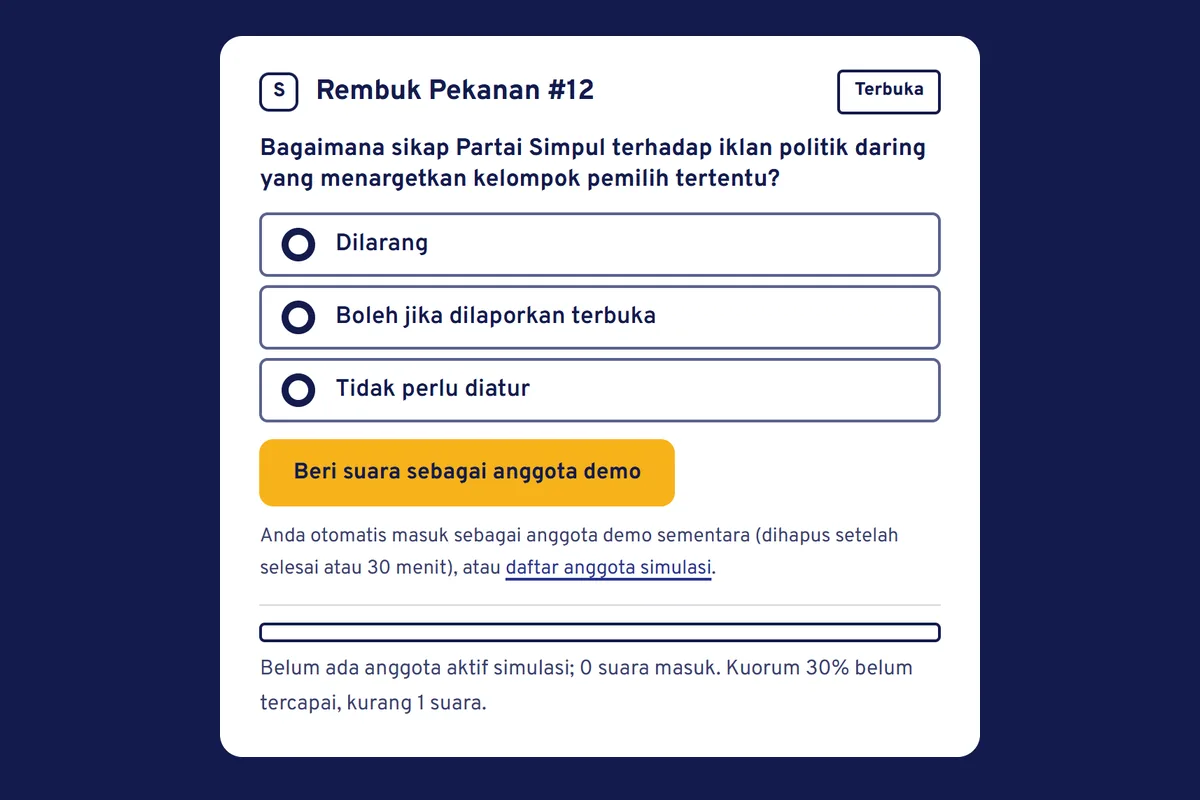 S Rembuk Pekanan #12 Terbuka
Bagaimana sikap Partai Simpul terhadap iklan politik daring
yang menargetkan kelompok pemilih tertentu?
Dilarang
Boleh jika dilaporkan terbuka
Tidak perlu diatur
Beri suara sebagai anggota demo
Anda otomatis masuk sebagai anggota demo sementara (dihapus setelah
selesai atau 30 menit), atau daftar anggota simulasi.
Belum ada anggota aktif simulasi; 0 suara masuk. Kuorum 30% belum
tercapai, kurang 1 suara.